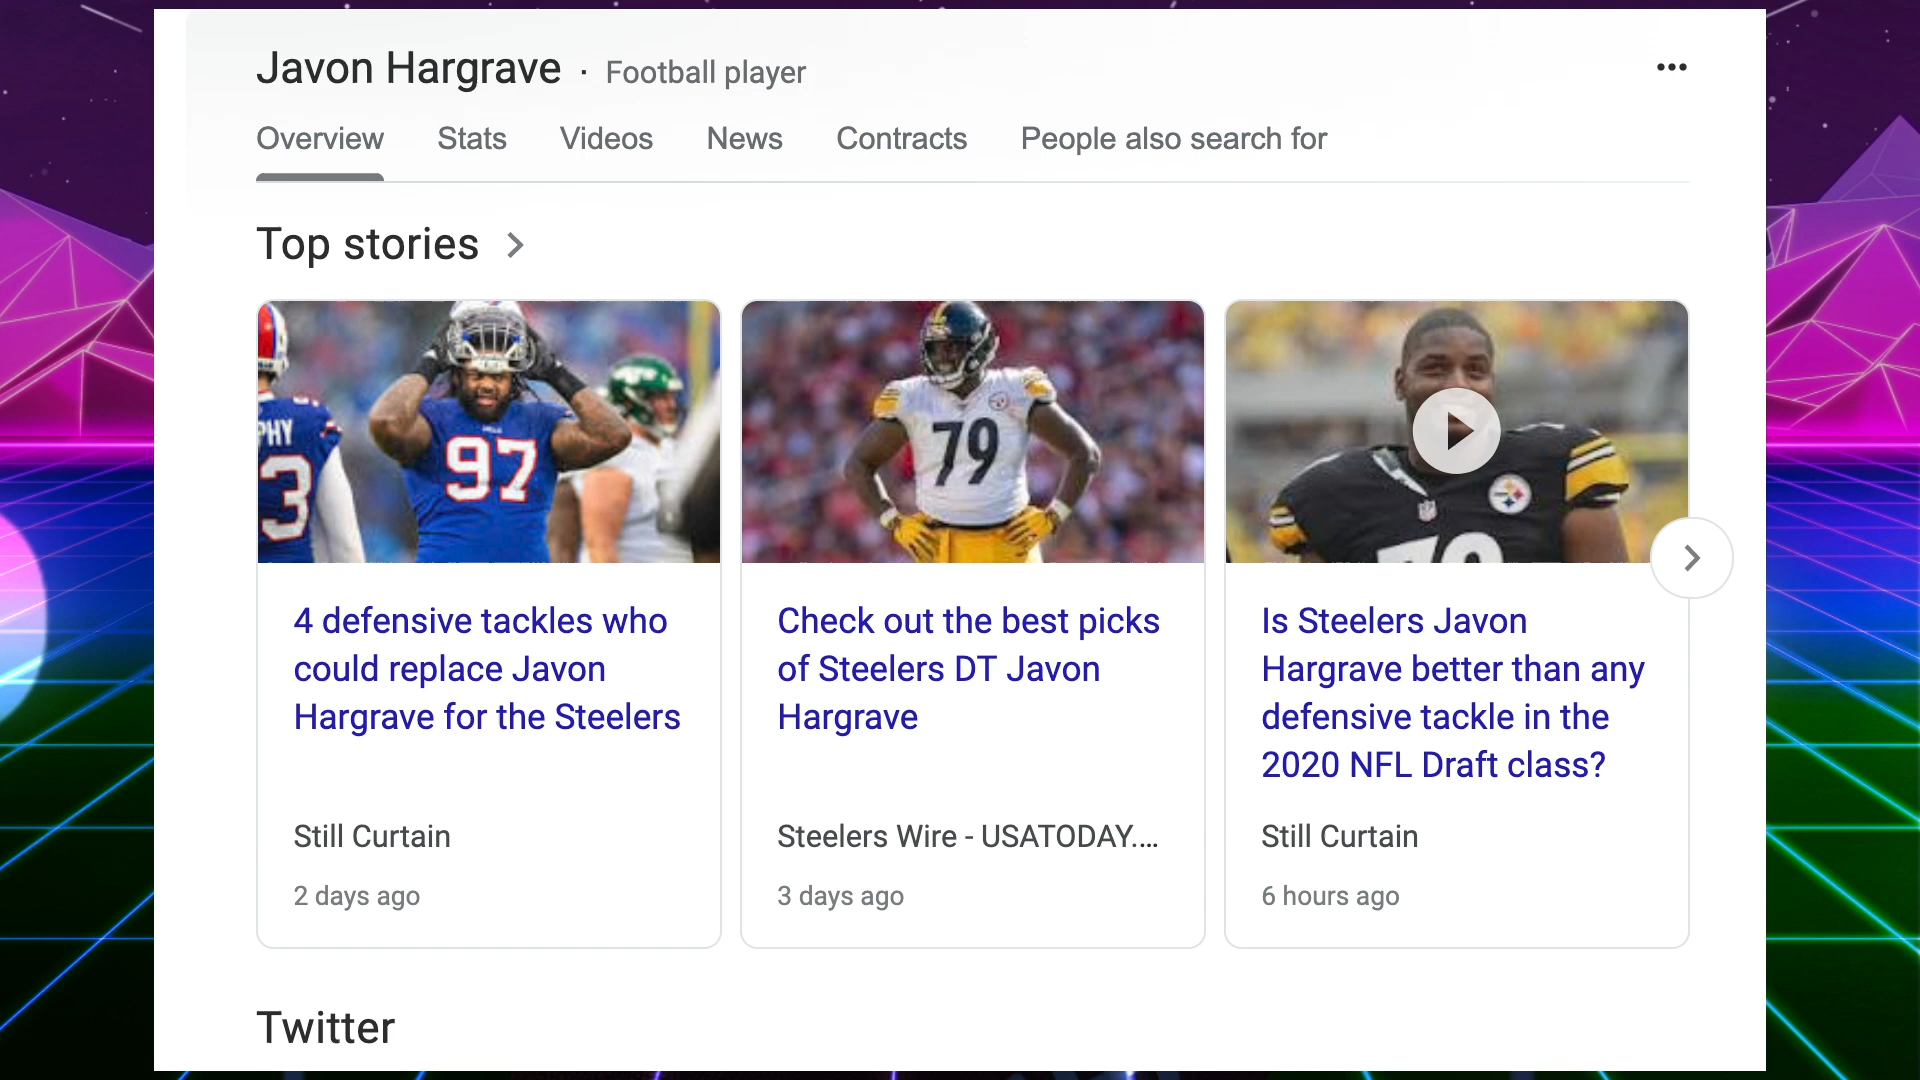 Javon Hargrave · Football player
Overview Stats Videos News Contracts People also search for
Top stories
PHY
3
97
79
4 defensive tackles who
could replace Javon
Hargrave for the Steelers
Still Curtain
2 days ago
Check out the best picks
of Steelers DT Javon
Hargrave
Steelers Wire - USATODAY....
3 days ago
Is Steelers Javon
Hargrave better than any
defensive tackle in the
2020 NFL Draft class?
Still Curtain
6 hours ago
Twitter